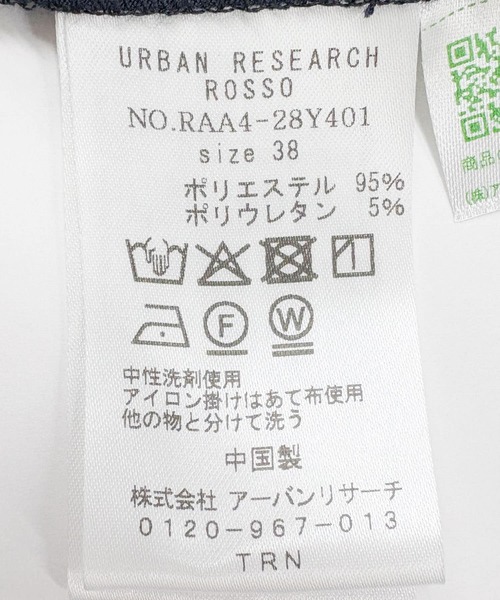 URBAN RESEARCH
ROSSO
NO.RAA4-28Y401
size 38
ポリエステル 95%
ポリウレタン 5%
F
W
中性洗剤使用
アイロン掛けはあて布使用
他の物と分けて洗う
中国製
株式会社 アーバンリサーチ
0120-967-013
TRN
商品
(株)